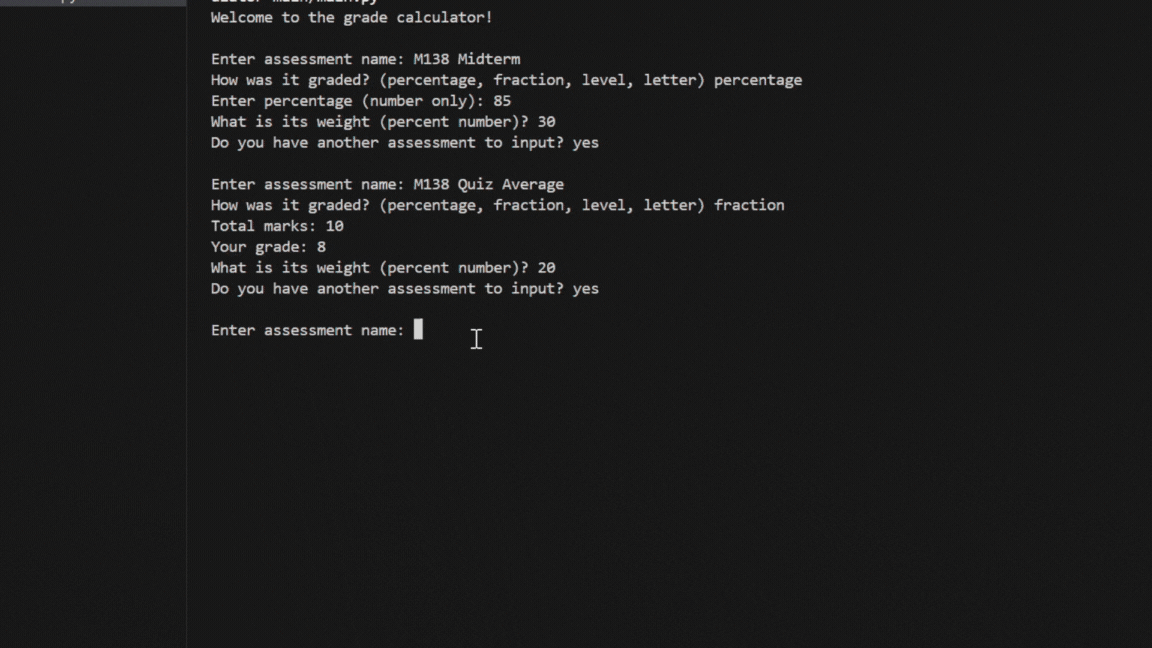 Welcome to the grade calculator!
Enter assessment name: M138 Midterm
How was it graded? (percentage, fraction, level, letter) percentage
Enter percentage (number only): 85
What is its weight (percent number)? 30
Do you have another assessment to input? yes
Enter assessment name: M138 Quiz Average
How was it graded? (percentage, fraction, level, letter) fraction
Total marks: 10
Your grade: 8
What is its weight (percent number)? 20
Do you have another assessment to input? yes
Enter assessment name: